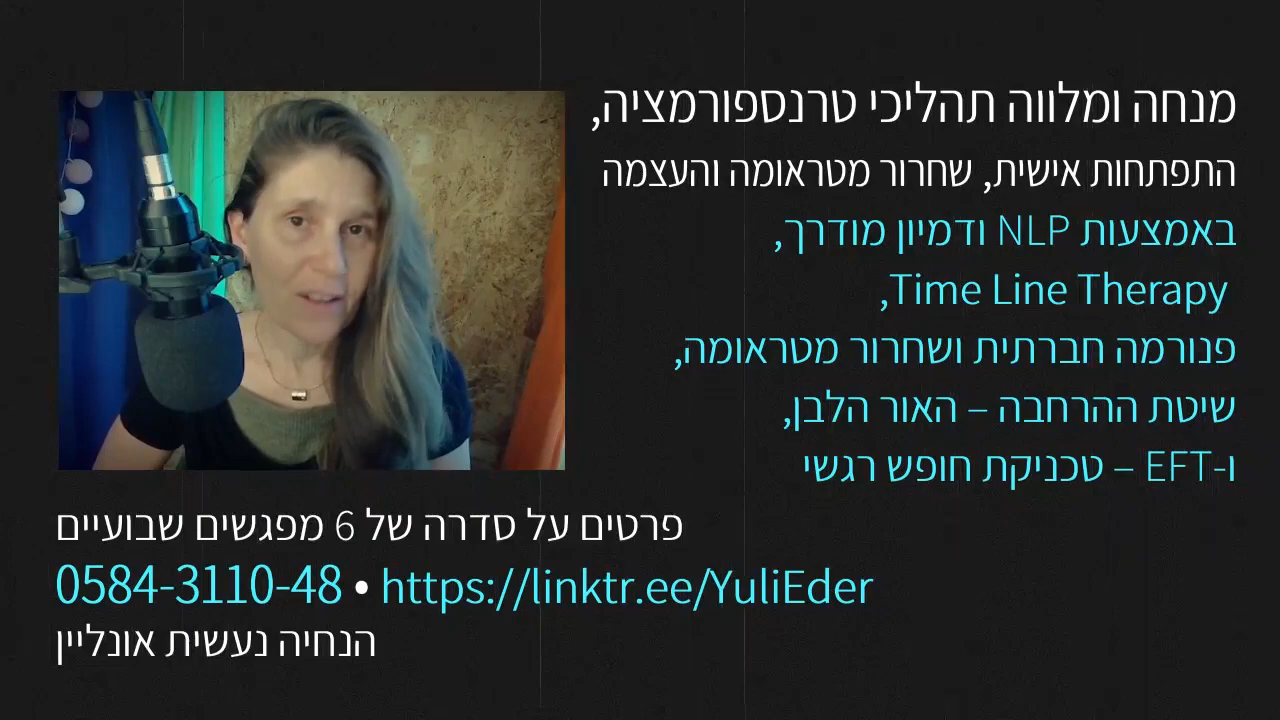 מנחה ומלווה תהליכי טרנספורמציה,
התפתחות אישית, שחרור מטראומה והעצמה
באמצעות NLP ודמיון מודרך,
Time Line Therapy,
פנורמה חברתית ושחרור מטראומה,
שיטת ההרחבה – האור הלבן,
ו-EFT – טכניקת חופש רגשי
פרטים על סדרה של 6 מפגשים שבועיים
0584-3110-48 • https://linktr.ee/YuliEder
הנחיה נעשית אונליין